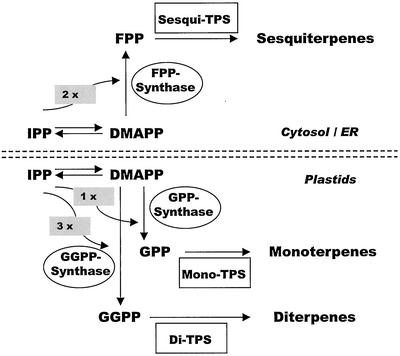 Sesqui-TPS
FPP
Sesquiterpenes
FPP-
Synthase
2 x
IPP
DMAPP
Cytosol / ER
IPP
DMAPP
Plastids
1 x
GPP-
Synthase
3 x
GGPP-
Synthase
GPP
Monoterpenes
Mono-TPS
GGPP
Diterpenes
Di-TPS